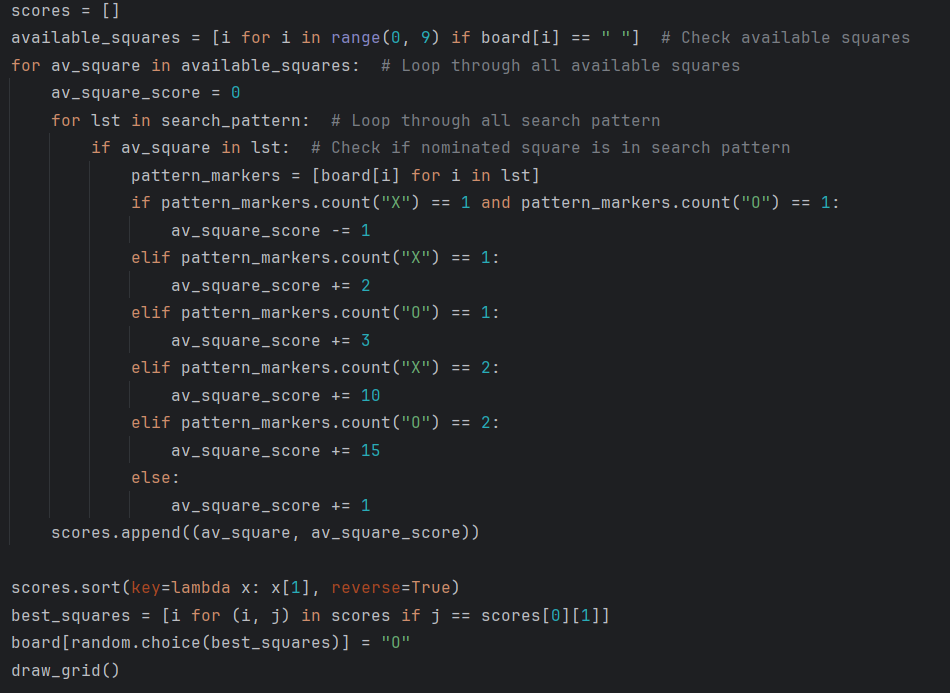 scores = []
available_squares = [i for i in range(0, 9) if board[i] == " "]  # Check available squares
for av_square in available_squares:  # Loop through all available squares
    av_square_score = 0
    for lst in search_pattern:  # Loop through all search pattern
        if av_square in lst:  # Check if nominated square is in search pattern
            pattern_markers = [board[i] for i in lst]
            if pattern_markers.count("X") == 1 and pattern_markers.count("O") == 1:
                av_square_score -= 1
            elif pattern_markers.count("X") == 1:
                av_square_score += 2
            elif pattern_markers.count("O") == 1:
                av_square_score += 3
            elif pattern_markers.count("X") == 2:
                av_square_score += 10
            elif pattern_markers.count("O") == 2:
                av_square_score += 15
            else:
                av_square_score += 1
    scores.append((av_square, av_square_score))

scores.sort(key=lambda x: x[1], reverse=True)
best_squares = [i for (i, j) in scores if j == scores[0][1]]
board[random.choice(best_squares)] = "O"
draw_grid()